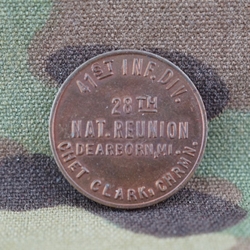 41ST INF. DIV.
28TH
NAT. REUNION
DEARBORN, MI.
CHET CLARK, CHRMN.